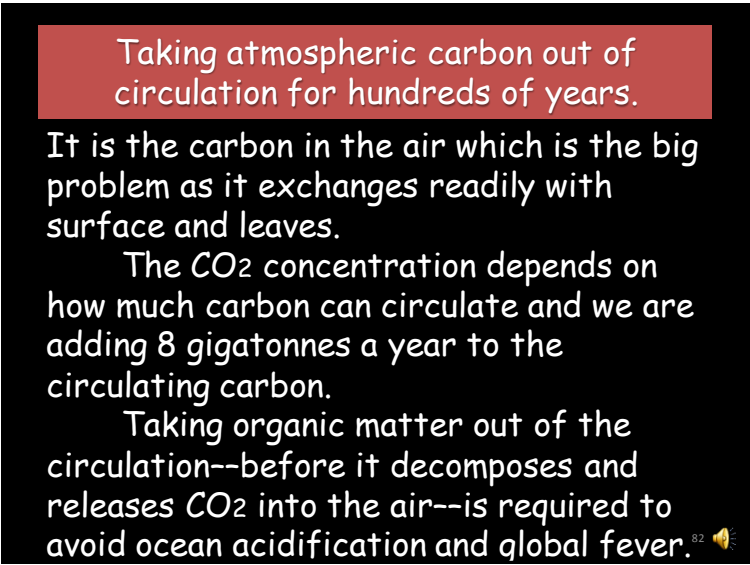 Taking atmospheric carbon out of
circulation for hundreds of years.
It is the carbon in the air which is the big
problem as it exchanges readily with
surface and leaves.
The CO2 concentration depends on
how much carbon can circulate and we are
adding 8 gigatonnes a year to the
circulating carbon.
Taking organic matter out of the
circulation––before it decomposes and
releases CO2 into the air––is required to
avoid ocean acidification and global fever.
82